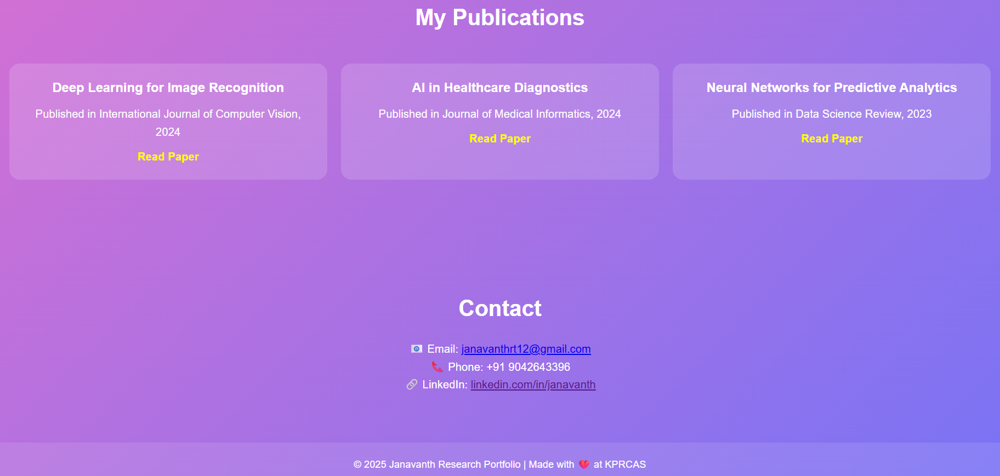 My Publications
Deep Learning for Image Recognition
Published in International Journal of Computer Vision,
2024
Read Paper
AI in Healthcare Diagnostics
Published in Journal of Medical Informatics, 2024
Read Paper
Neural Networks for Predictive Analytics
Published in Data Science Review, 2023
Read Paper
Contact
📧 Email: janavanthrt12@gmail.com
📞 Phone: +91 9042643396
🔗 LinkedIn: linkedin.com/in/janavanth
© 2025 Janavanth Research Portfolio | Made with ❤️ at KPRCAS